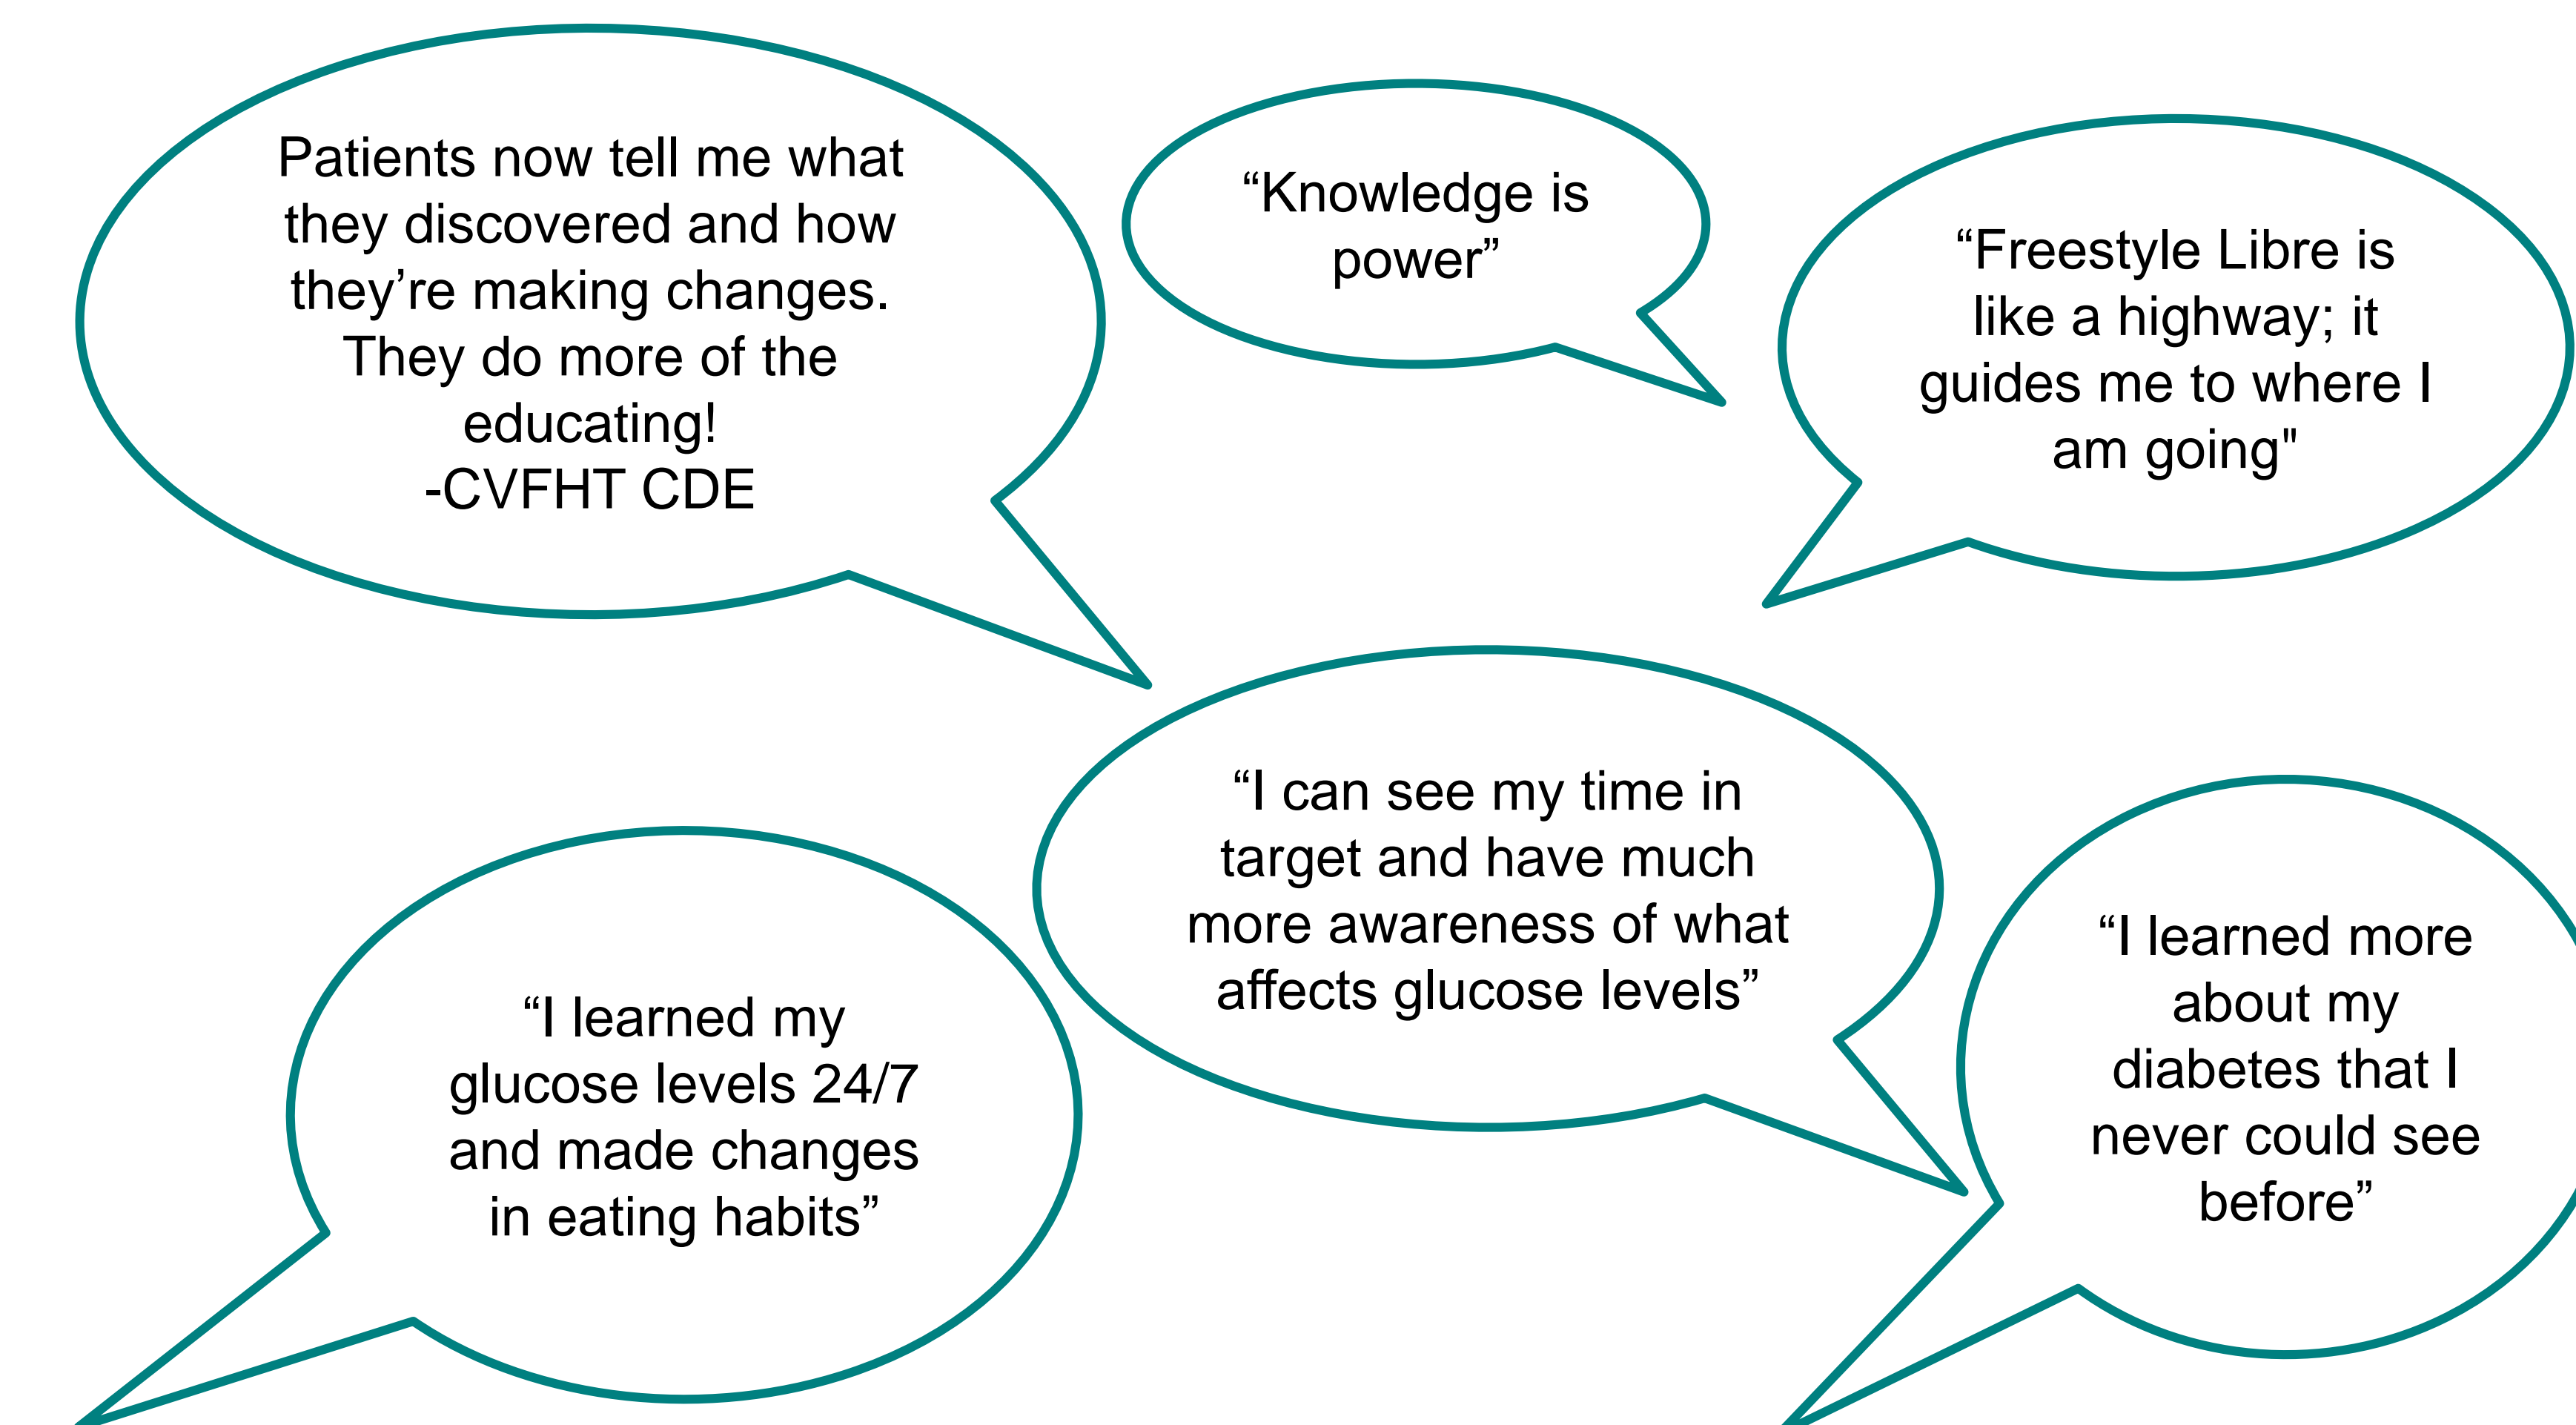 Patients now tell me what
they discovered and how
they’re making changes.
They do more of the
educating!
-CVFHT CDE
“Knowledge is
power”
“Freestyle Libre is
like a highway; it
guides me to where I
am going"
“I can see my time in
target and have much
more awareness of what
affects glucose levels”
“I learned my
glucose levels 24/7
and made changes
in eating habits”
“I learned more
about my
diabetes that I
never could see
before”